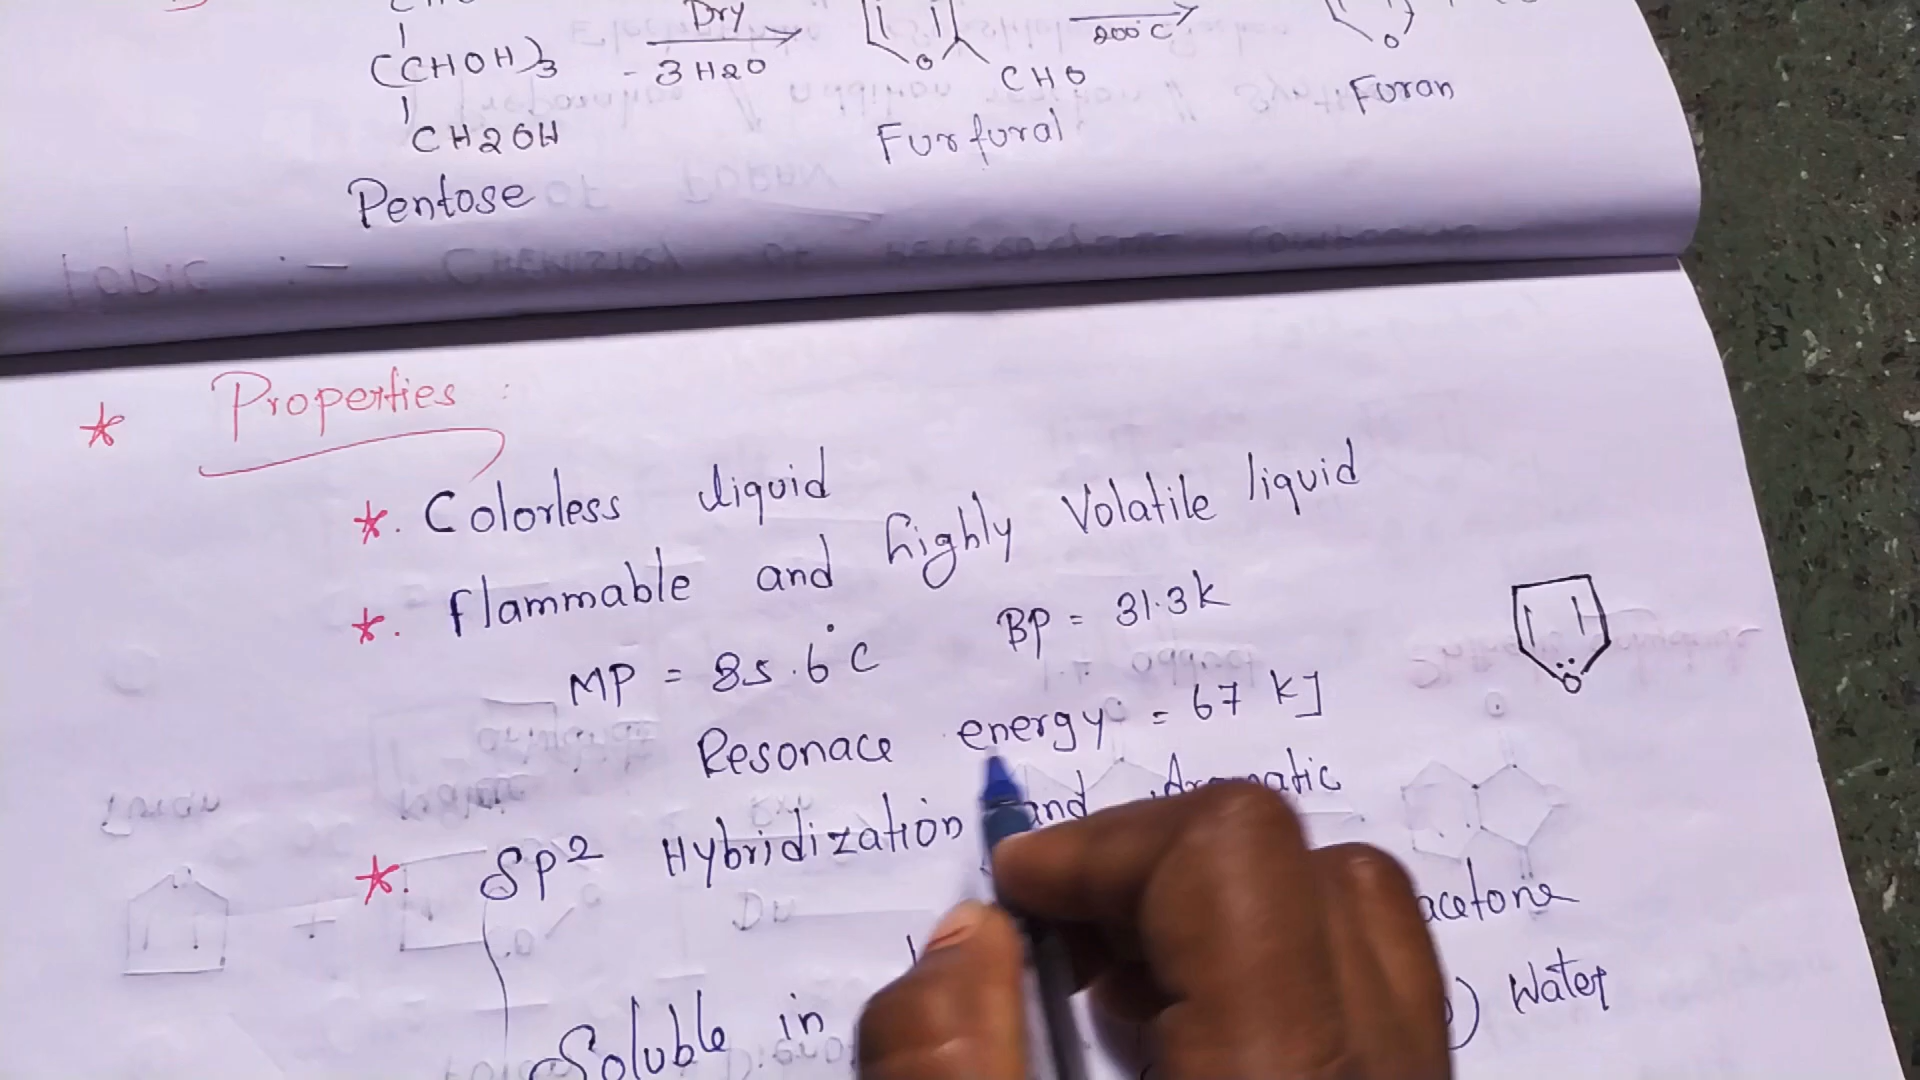 (CHOH)3
Dry
- 3H2O
O
CHO
200°C
O
CH2OH
Furfural
Furan
Pentose
* Properties :
*. Colorless liquid
*. flammable and highly Volatile liquid
MP = 85.6°C BP = 31.3k
Resonace energy = 67 kJ
*. Sp2 Hybridization and Aromatic
O
acetone
Soluble in
Water